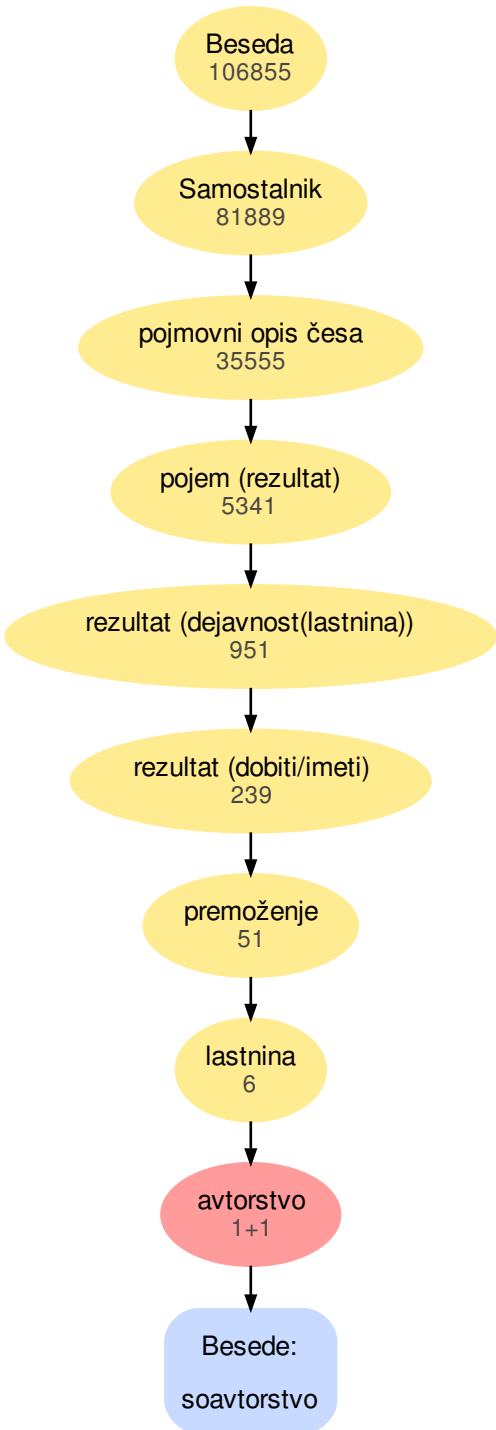 Beseda
106855
Samostalnik
81889
pojmovni opis česa
35555
pojem (rezultat)
5341
rezultat (dejavnost(lastnina))
951
rezultat (dobiti/imeti)
239
premoženje
51
lastnina
6
avtorstvo
1+1
Besede:
soavtorstvo